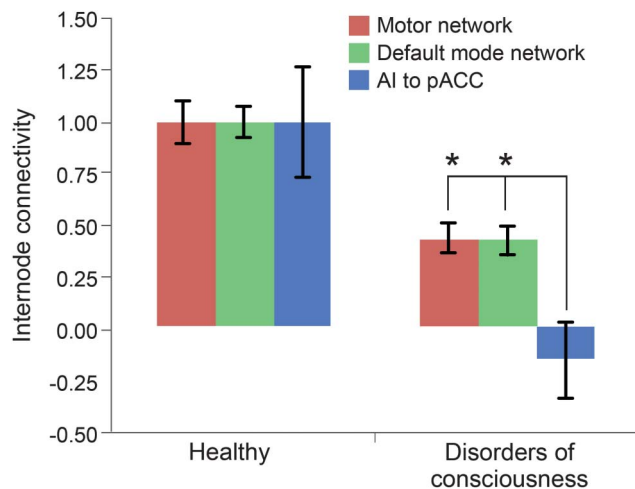 Motor network
Default mode network
AI to pACC
Internode connectivity
1.50
1.25
1.00
0.75
0.50
0.25
0.00
-0.25
-0.50
* *
Healthy
Disorders of
consciousness